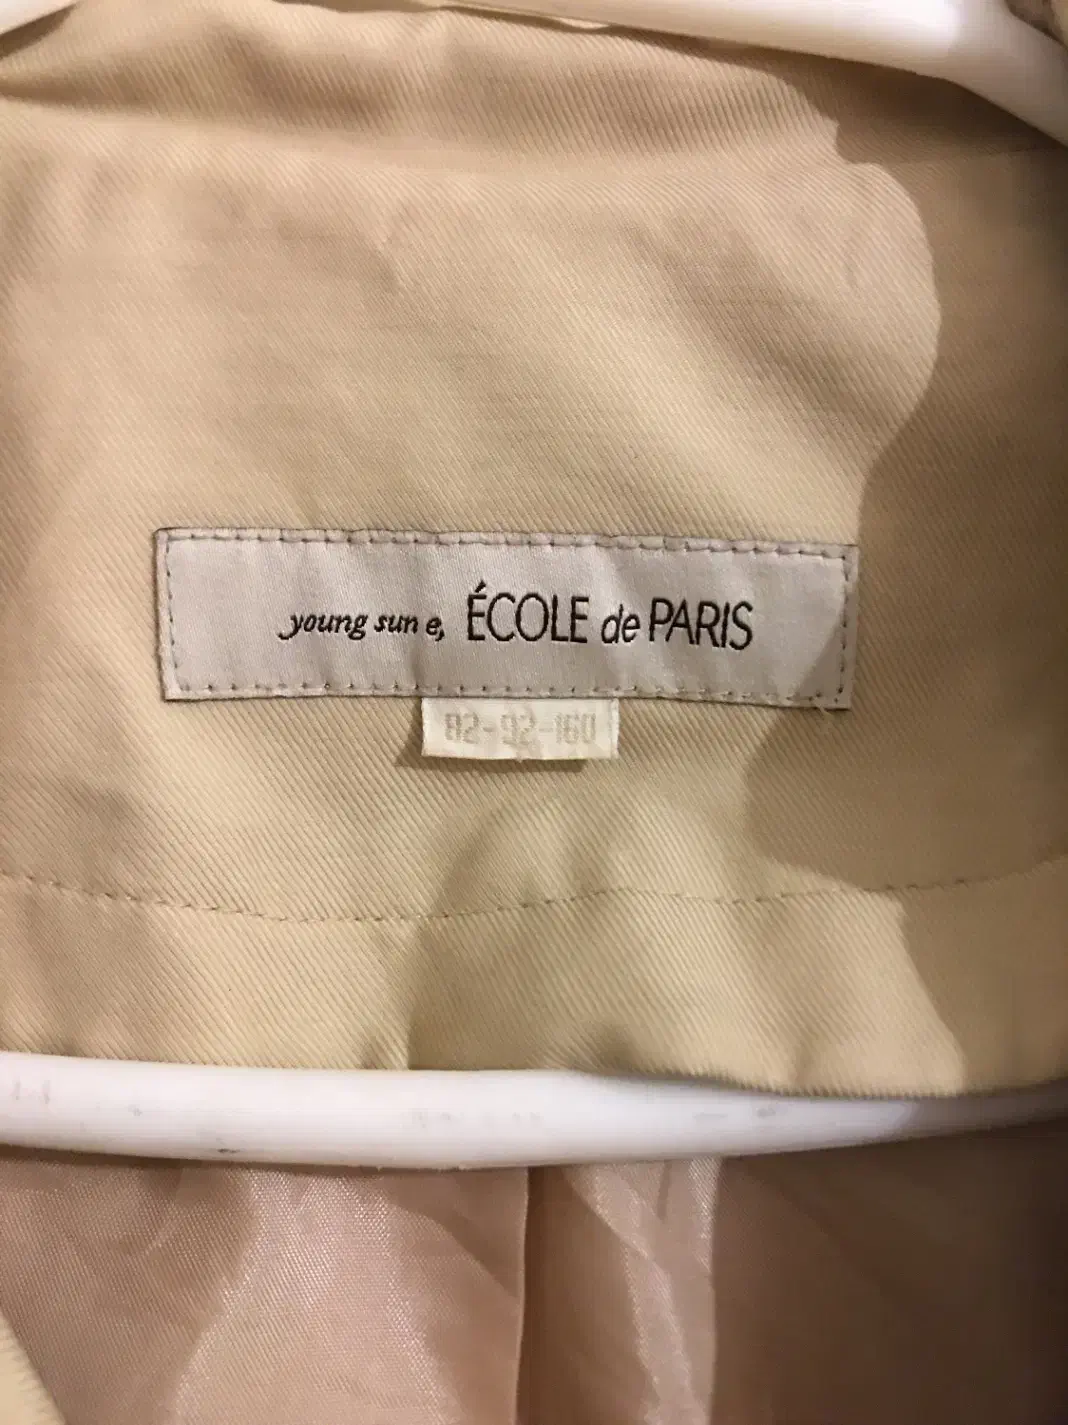 young sun e, ÉCOLE de PARIS
82-92-160